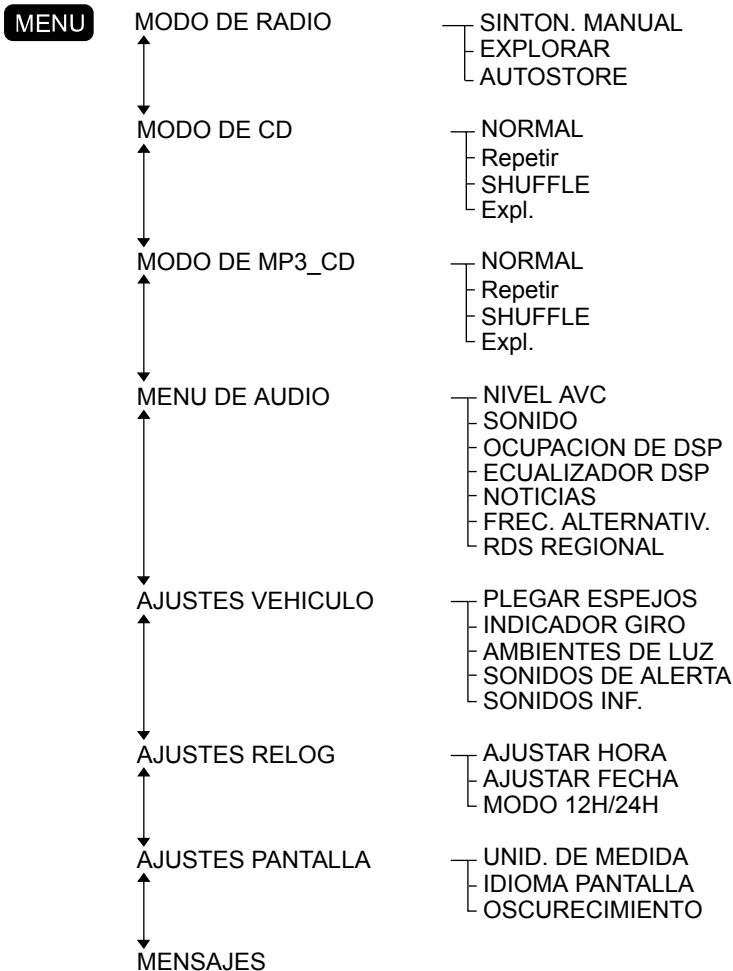 MENU
MODO DE RADIO
SINTON. MANUAL
EXPLORAR
AUTOSTORE
MODO DE CD
NORMAL
Repetir
SHUFFLE
Expl.
MODO DE MP3_CD
NORMAL
Repetir
SHUFFLE
Expl.
MENU DE AUDIO
NIVEL AVC
SONIDO
OCUPACION DE DSP
ECUALIZADOR DSP
NOTICIAS
FREC. ALTERNATIV.
RDS REGIONAL
AJUSTES VEHICULO
PLEGAR ESPEJOS
INDICADOR GIRO
AMBIENTES DE LUZ
SONIDOS DE ALERTA
SONIDOS INF.
AJUSTES RELOG
AJUSTAR HORA
AJUSTAR FECHA
MODO 12H/24H
AJUSTES PANTALLA
UNID. DE MEDIDA
IDIOMA PANTALLA
OSCURECIMIENTO
MENSAJES